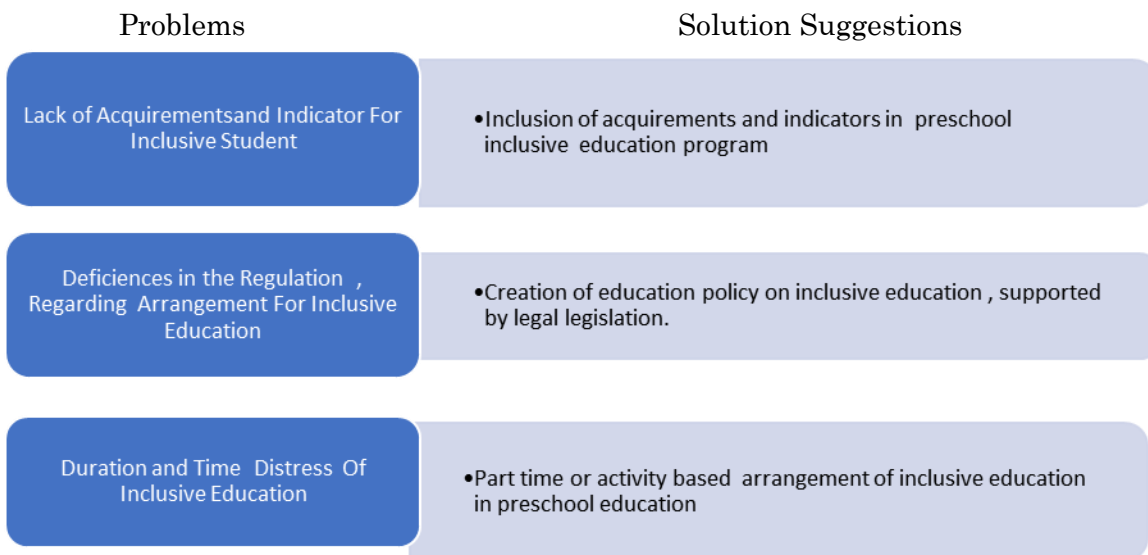 Problems
Solution Suggestions
Lack of Acquirementsand Indicator For
Inclusive Student
•Inclusion of acquirements and indicators in preschool
inclusive education program
Deficiences in the Regulation ,
Regarding Arrangement For Inclusive
Education
•Creation of education policy on inclusive education , supported
by legal legislation.
Duration and Time Distress Of
Inclusive Education
•Part time or activity based arrangement of inclusive education
in preschool education